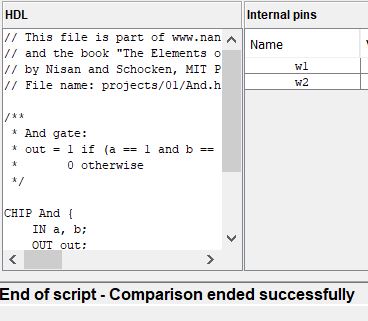 HDL
// This file is part of www.nan
// and the book "The Elements o
// by Nisan and Schocken, MIT P
// File name: projects/01/And.h
/**
* And gate:
* out = 1 if (a == 1 and b ==
* 0 otherwise
*/
CHIP And {
IN a, b;
OUT out;
Internal pins
Name
w1
w2
End of script - Comparison ended successfully